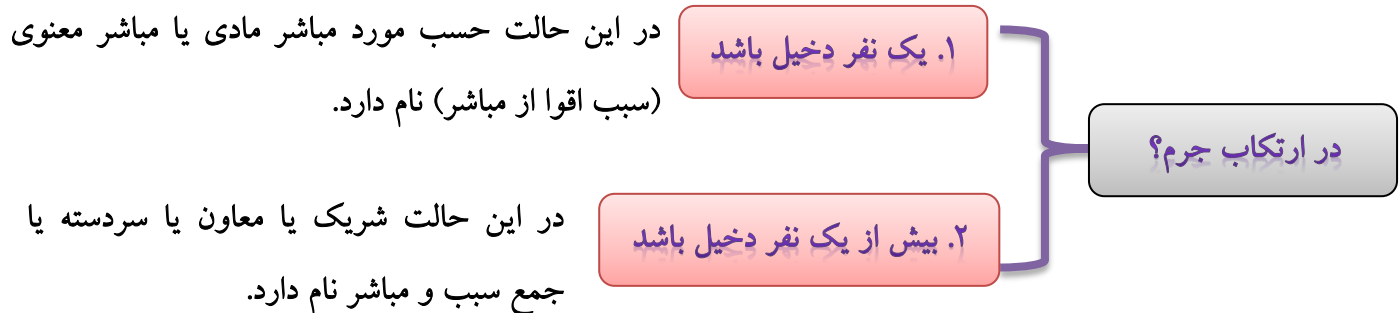 در ارتکاب جرم؟
۱. یک نفر دخیل باشد
در این حالت حسب مورد مباشر مادی یا مباشر معنوی
(سبب اقوا از مباشر) نام دارد.
۲. بیش از یک نفر دخیل باشد
در این حالت شریک یا معاون یا سردسته یا
جمع سبب و مباشر نام دارد.